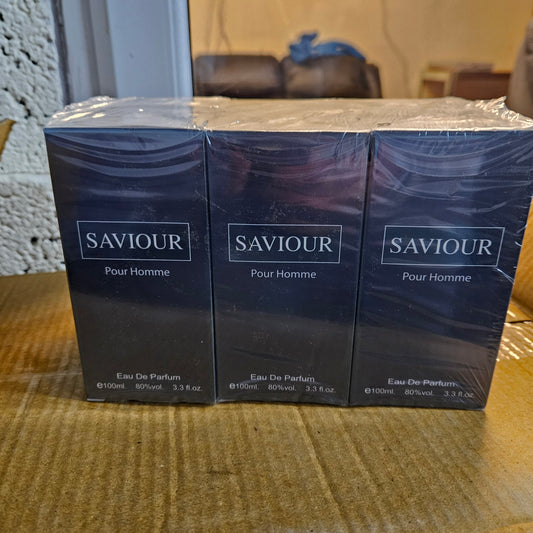 SAVIOUR
Pour Homme
Eau De Parfum
℮100ml. 80%vol. 3.3 fl.oz.
SAVIOUR
Pour Homme
Eau De Parfum
℮100ml. 80%vol. 3.3 fl.oz.
SAVIOUR
Pour Homme
Eau De Parfum
℮100ml. 80%vol. 3.3 fl.oz.